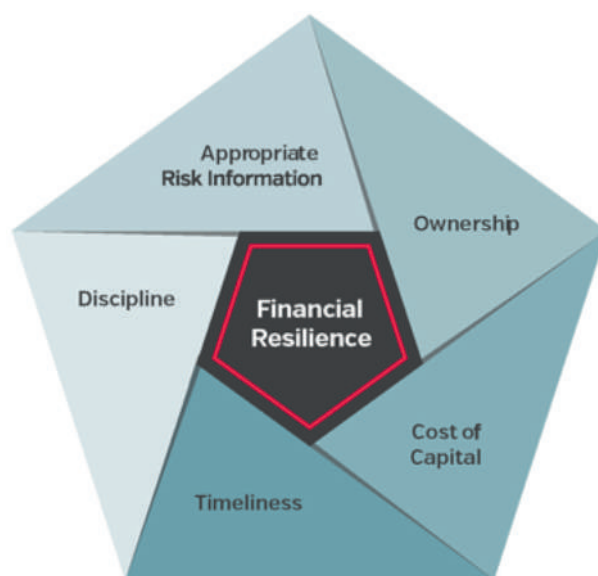 Appropriate
Risk Information
Ownership
Discipline
Financial
Resilience
Cost of
Capital
Timeliness